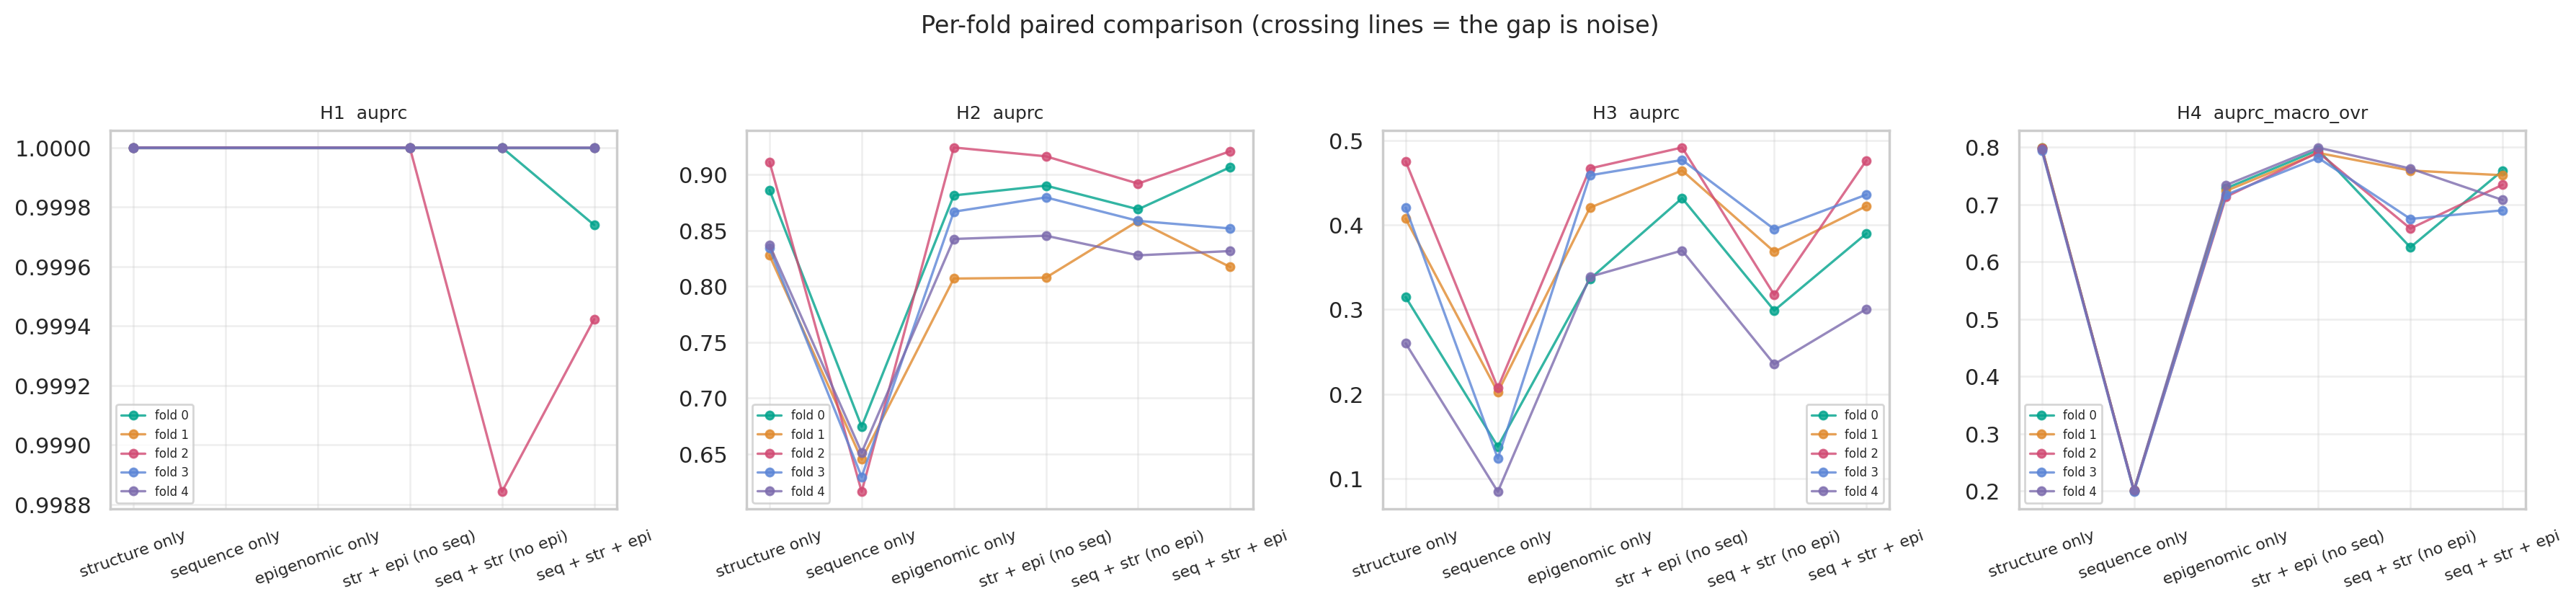 Per-fold paired comparison (crossing lines = the gap is noise)
H1  auprc
1.0000
0.9998
0.9996
0.9994
0.9992
0.9990
0.9988
fold 0
fold 1
fold 2
fold 3
fold 4
structure only
sequence only
epigenomic only
str + epi (no seq)
seq + str (no epi)
seq + str + epi
H2  auprc
0.90
0.85
0.80
0.75
0.70
0.65
fold 0
fold 1
fold 2
fold 3
fold 4
structure only
sequence only
epigenomic only
str + epi (no seq)
seq + str (no epi)
seq + str + epi
H3  auprc
0.5
0.4
0.3
0.2
0.1
fold 0
fold 1
fold 2
fold 3
fold 4
structure only
sequence only
epigenomic only
str + epi (no seq)
seq + str (no epi)
seq + str + epi
H4  auprc_macro_ovr
0.8
0.7
0.6
0.5
0.4
0.3
0.2
fold 0
fold 1
fold 2
fold 3
fold 4
structure only
sequence only
epigenomic only
str + epi (no seq)
seq + str (no epi)
seq + str + epi